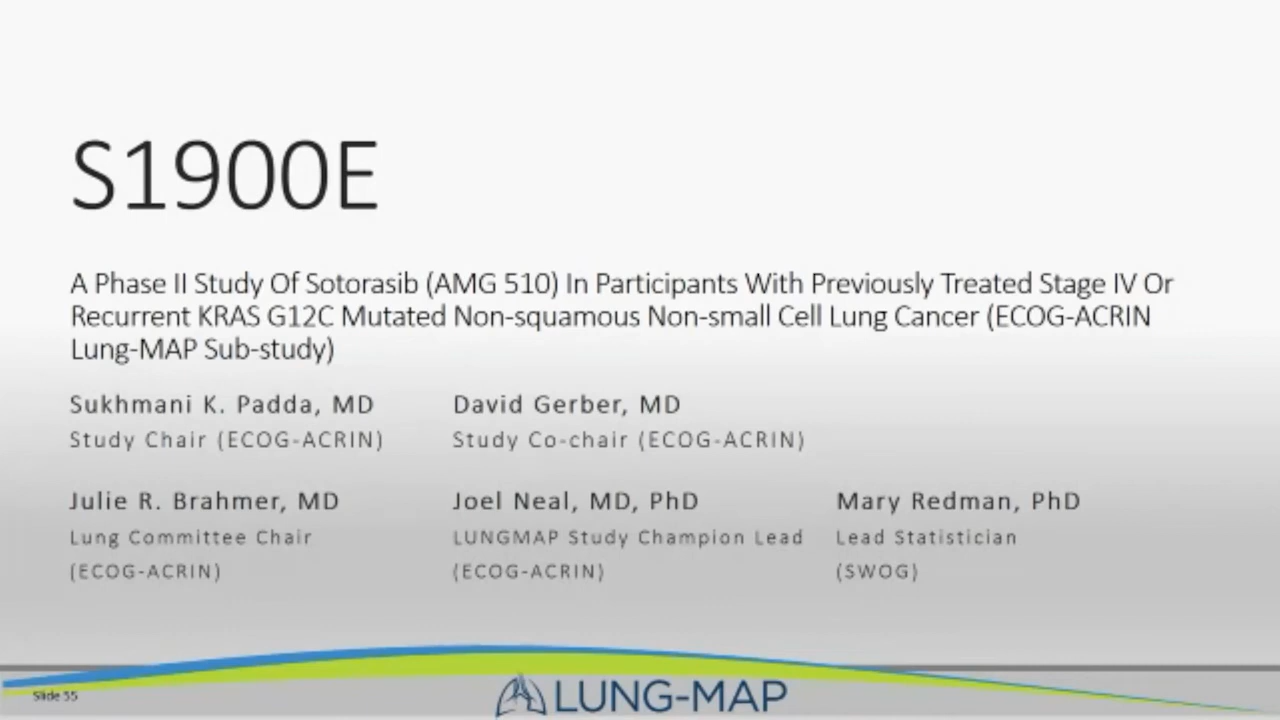 S1900E
A Phase II Study Of Sotorasib (AMG 510) In Participants With Previously Treated Stage IV Or
Recurrent KRAS G12C Mutated Non-squamous Non-small Cell Lung Cancer (ECOG-ACRIN
Lung-MAP Sub-study)
Sukhmani K. Padda, MD
Study Chair (ECOG-ACRIN)
David Gerber, MD
Study Co-chair (ECOG-ACRIN)
Julie R. Brahmer, MD
Lung Committee Chair
(ECOG-ACRIN)
Joel Neal, MD, PhD
LUNGMAP Study Champion Lead
(ECOG-ACRIN)
Mary Redman, PhD
Lead Statistician
(SWOG)
Slide 55
LUNG-MAP